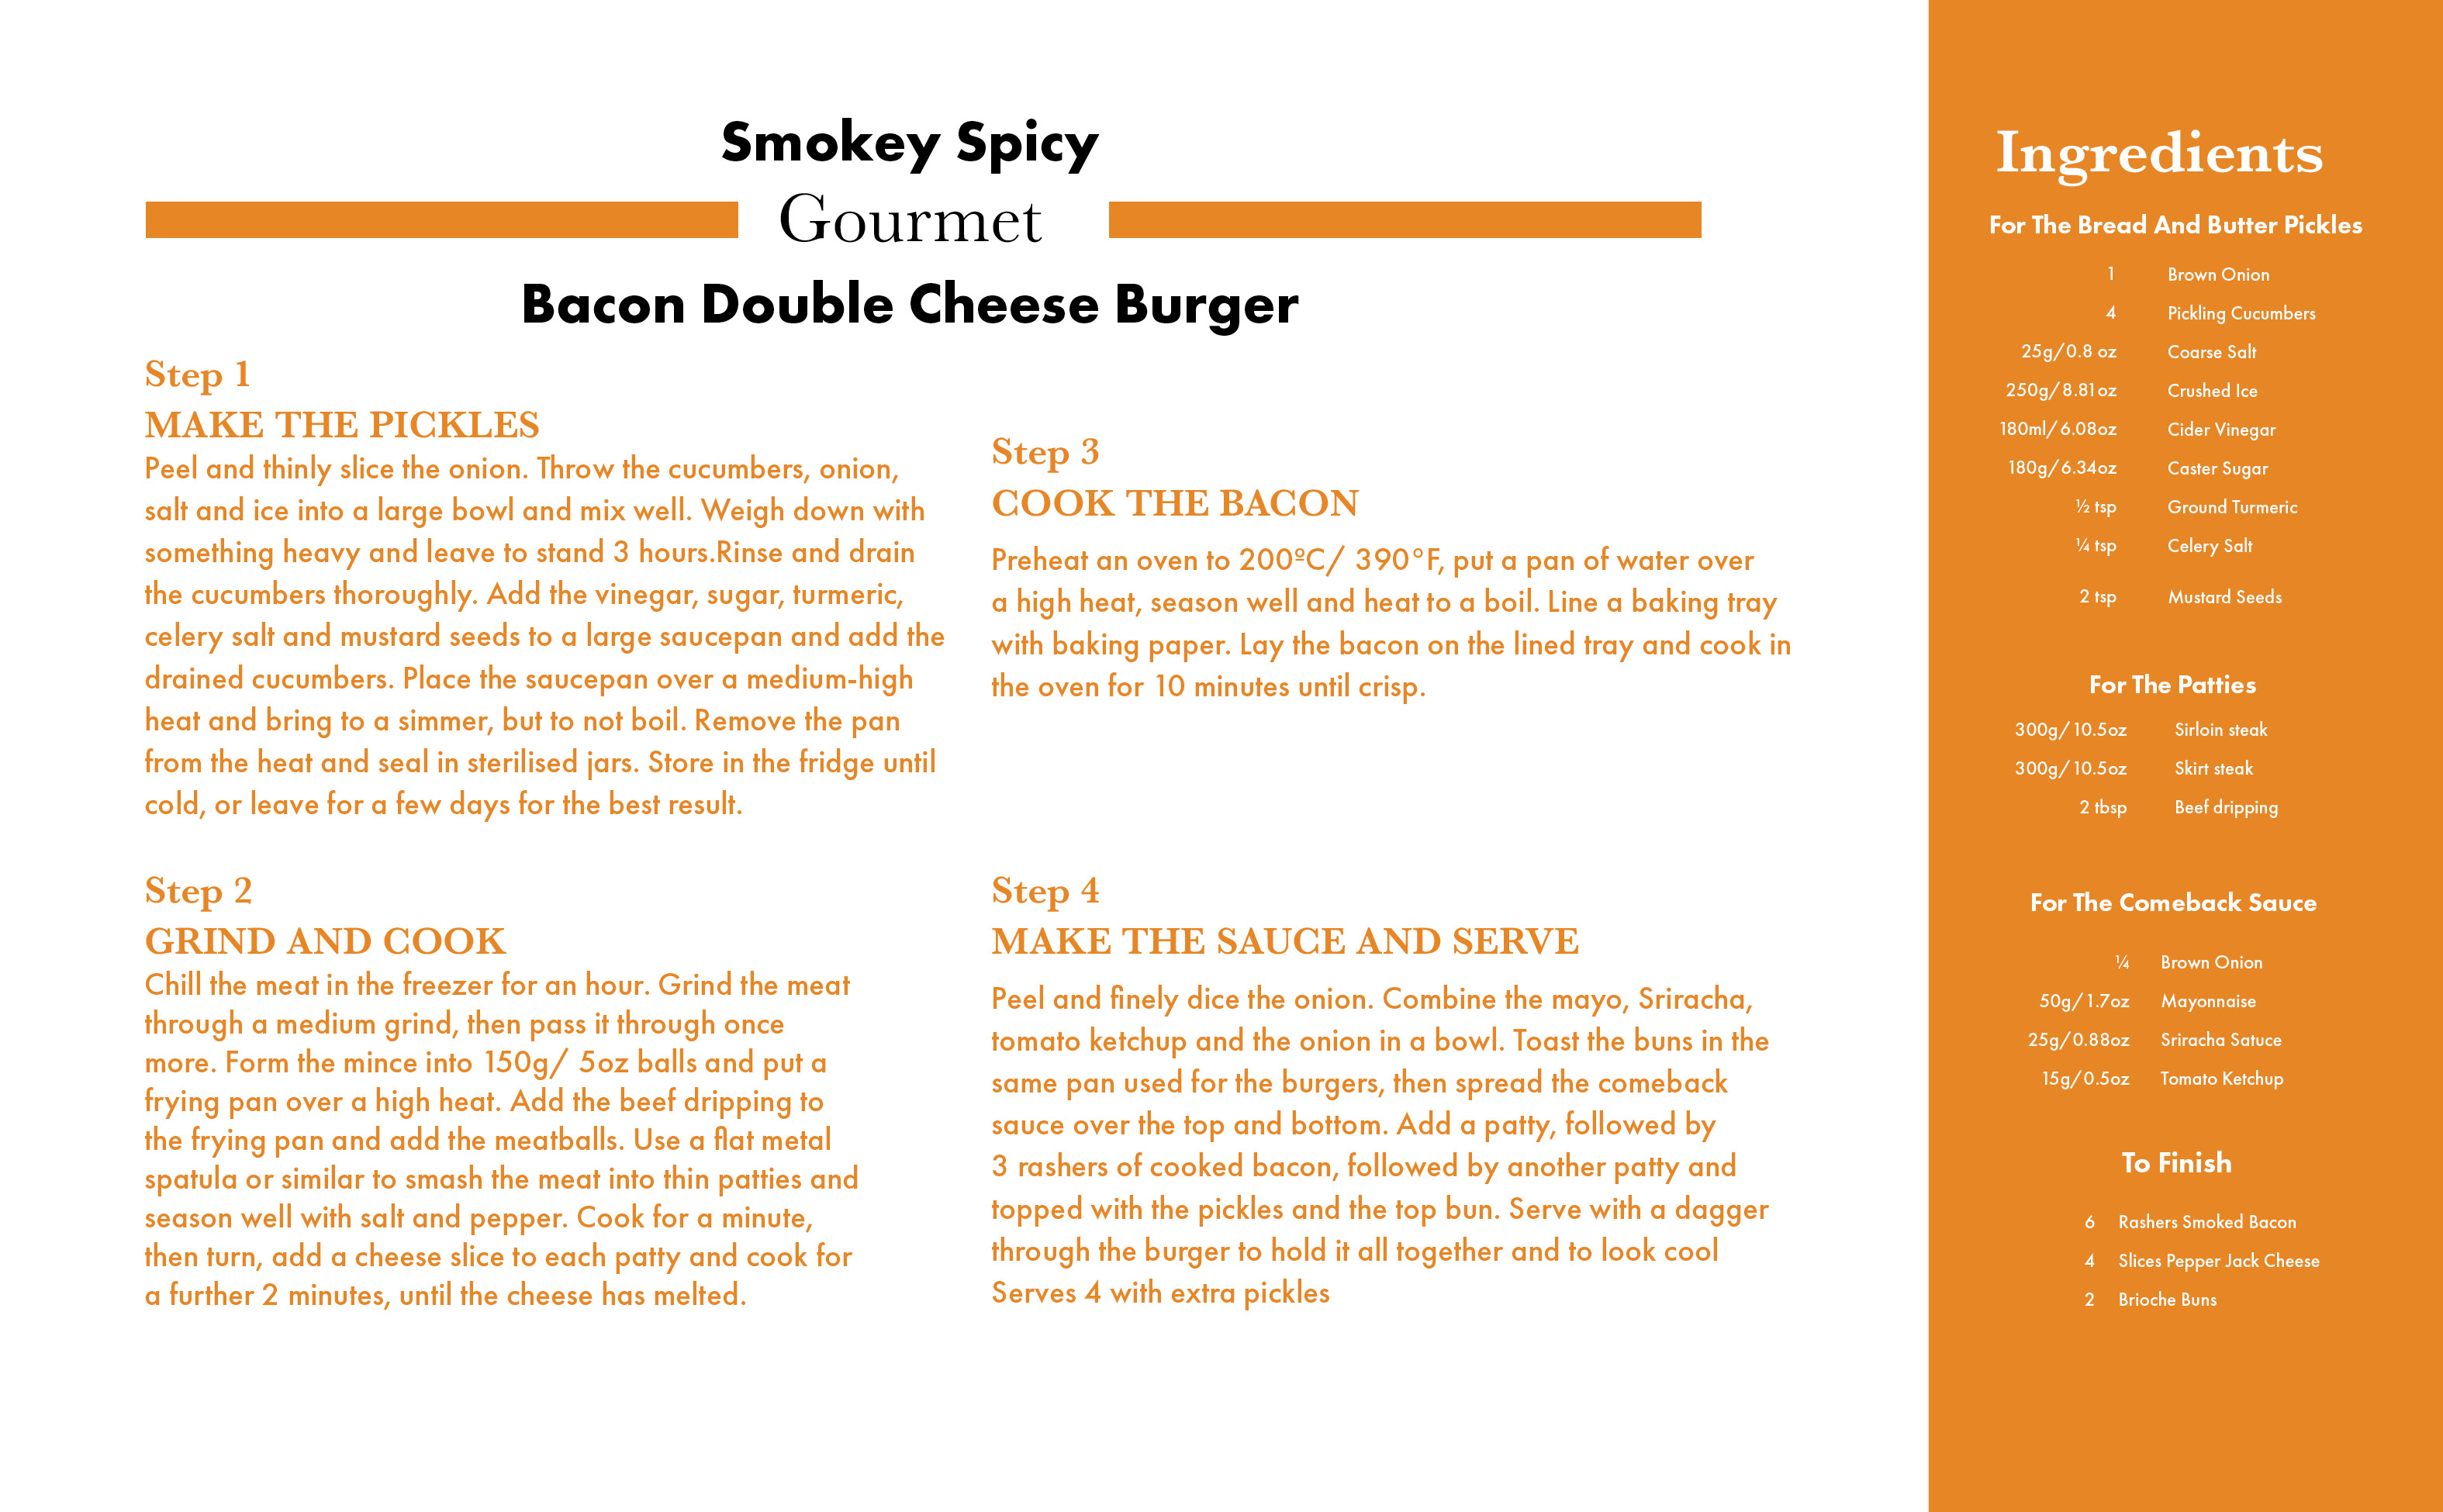 Smokey Spicy
Gourmet
Bacon Double Cheese Burger
Step 1
MAKE THE PICKLES
Peel and thinly slice the onion. Throw the cucumbers, onion,
salt and ice into a large bowl and mix well. Weigh down with
something heavy and leave to stand 3 hours.Rinse and drain
the cucumbers thoroughly. Add the vinegar, sugar, turmeric,
celery salt and mustard seeds to a large saucepan and add the
drained cucumbers. Place the saucepan over a medium-high
heat and bring to a simmer, but to not boil. Remove the pan
from the heat and seal in sterilised jars. Store in the fridge until
cold, or leave for a few days for the best result.
Step 2
GRIND AND COOK
Chill the meat in the freezer for an hour. Grind the meat
through a medium grind, then pass it through once
more. Form the mince into 150g/ 5oz balls and put a
frying pan over a high heat. Add the beef dripping to
the frying pan and add the meatballs. Use a flat metal
spatula or similar to smash the meat into thin patties and
season well with salt and pepper. Cook for a minute,
then turn, add a cheese slice to each patty and cook for
a further 2 minutes, until the cheese has melted.
Step 3
COOK THE BACON
Preheat an oven to 200ºC/ 390°F, put a pan of water over
a high heat, season well and heat to a boil. Line a baking tray
with baking paper. Lay the bacon on the lined tray and cook in
the oven for 10 minutes until crisp.
Step 4
MAKE THE SAUCE AND SERVE
Peel and finely dice the onion. Combine the mayo, Sriracha,
tomato ketchup and the onion in a bowl. Toast the buns in the
same pan used for the burgers, then spread the comeback
sauce over the top and bottom. Add a patty, followed by
3 rashers of cooked bacon, followed by another patty and
topped with the pickles and the top bun. Serve with a dagger
through the burger to hold it all together and to look cool
Serves 4 with extra pickles
Ingredients
For The Bread And Butter Pickles
1 Brown Onion
4 Pickling Cucumbers
25g/0.8 oz Coarse Salt
250g/8.81oz Crushed Ice
180ml/6.08oz Cider Vinegar
180g/6.34oz Caster Sugar
½ tsp Ground Turmeric
¼ tsp Celery Salt
2 tsp Mustard Seeds
For The Patties
300g/10.5oz Sirloin steak
300g/10.5oz Skirt steak
2 tbsp Beef dripping
For The Comeback Sauce
¼ Brown Onion
50g/1.7oz Mayonnaise
25g/0.88oz Sriracha Satuce
15g/0.5oz Tomato Ketchup
To Finish
6 Rashers Smoked Bacon
4 Slices Pepper Jack Cheese
2 Brioche Buns